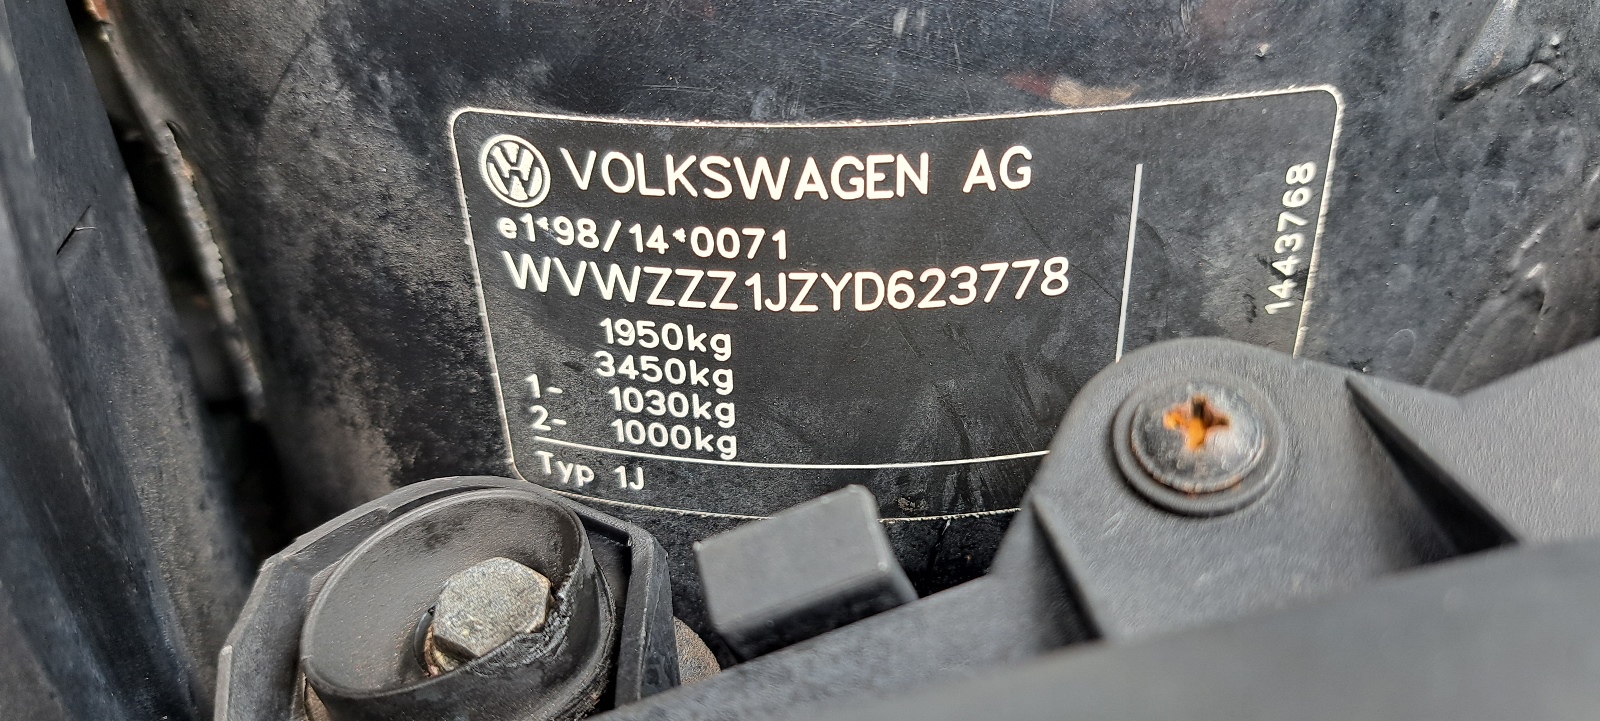 VOLKSWAGEN AG
e1*98/14*0071
WVWZZZ1JZYD623778
1950kg
3450kg
1- 1030kg
2- 1000kg
Typ 1J
1443768